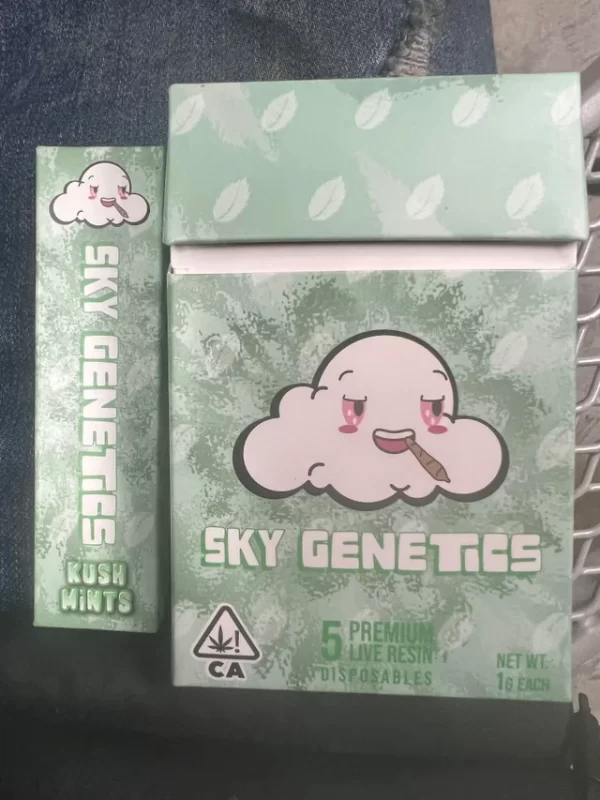 SKY GENETICS
KUSH
MINTS
SKY GENETICS
CA
5 PREMIUM
LIVE RESIN
DISPOSABLES
NET WT.
1G EACH